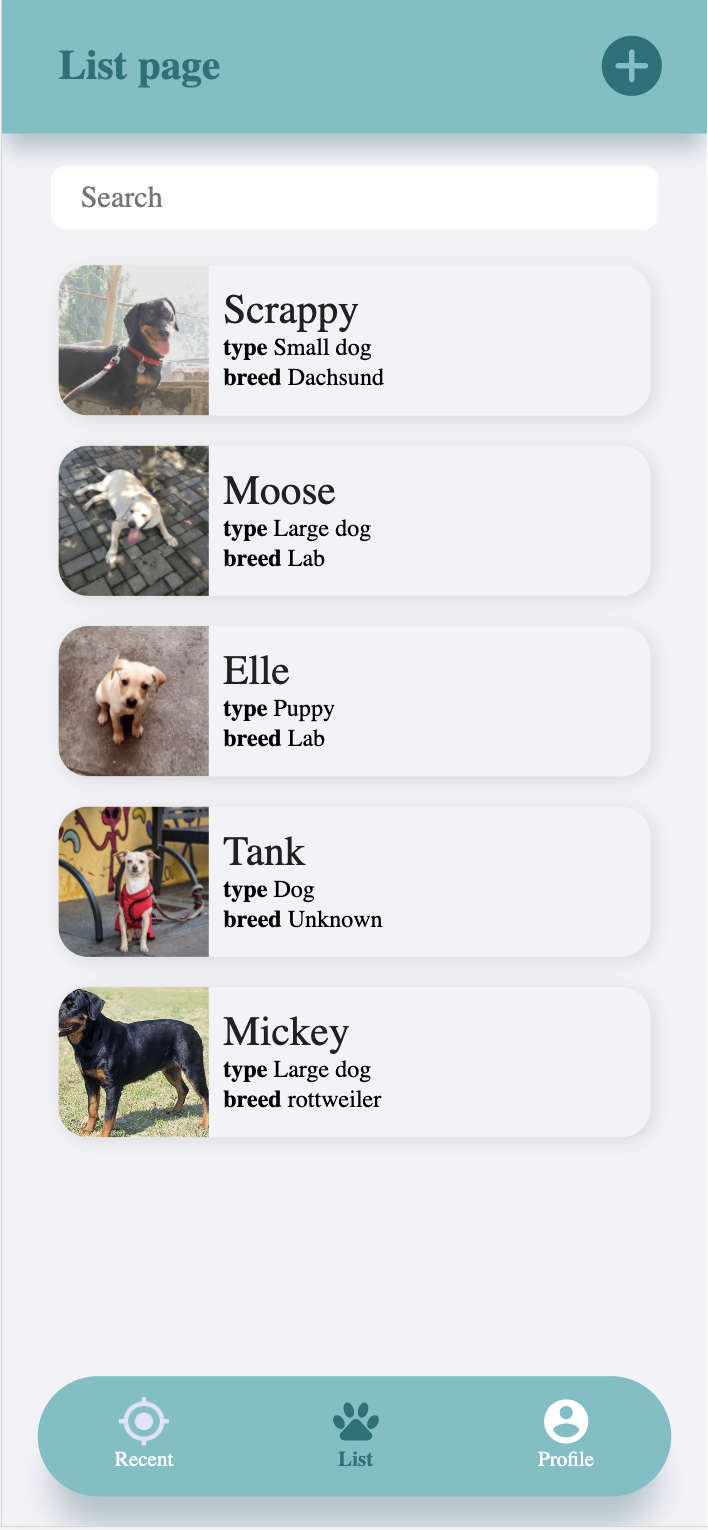 List page
Search
Scrappy
type Small dog
breed Dachsund
Moose
type Large dog
breed Lab
Elle
type Puppy
breed Lab
Tank
type Dog
breed Unknown
Mickey
type Large dog
breed rottweiler
Recent
List
Profile